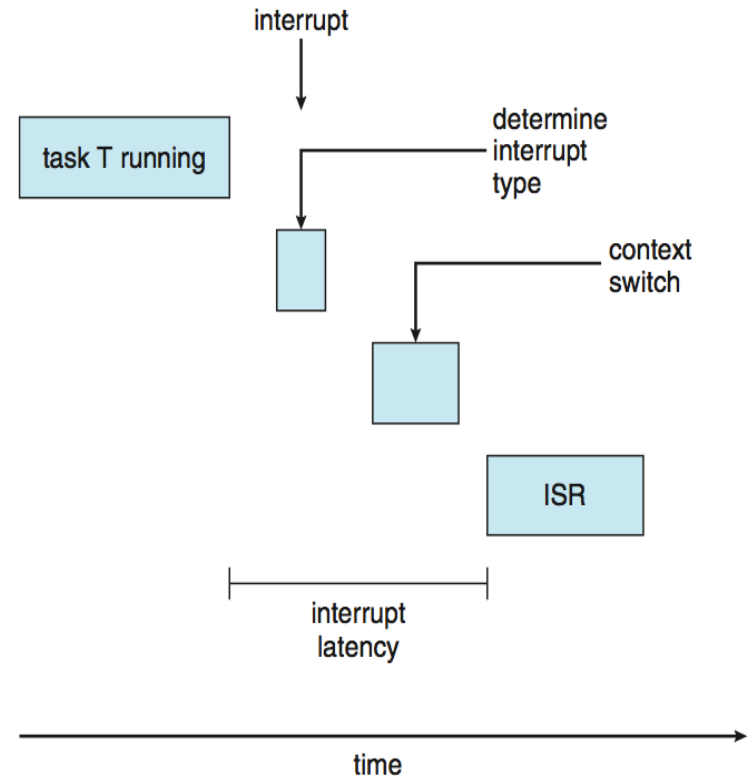 interrupt
task T running
determine
interrupt
type
context
switch
ISR
interrupt
latency
time